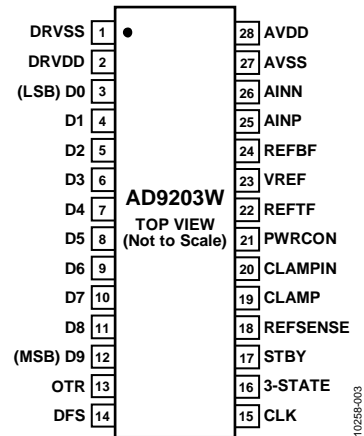 DRVSS 1
DRVDD 2
(LSB) D0 3
D1 4
D2 5
D3 6
D4 7
D5 8
D6 9
D7 10
D8 11
(MSB) D9 12
OTR 13
DFS 14
AD9203W
TOP VIEW
(Not to Scale)
28 AVDD
27 AVSS
26 AINN
25 AINP
24 REFBF
23 VREF
22 REFTF
21 PWRCON
20 CLAMPIN
19 CLAMP
18 REFSENSE
17 STBY
16 3-STATE
15 CLK
10258-003